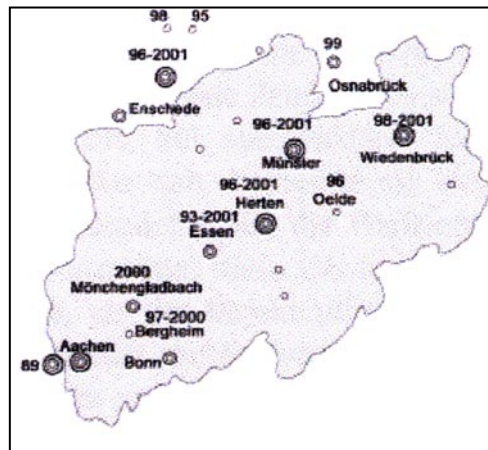 98
95
96-2001
99
Osnabrück
Enschede
96-2001
98-2001
Münster
Wiedenbrück
96-2001
96
Herten
Oelde
93-2001
Essen
2000
Mönchengladbach
97-2000
Bergheim
Aachen
89
Bonn